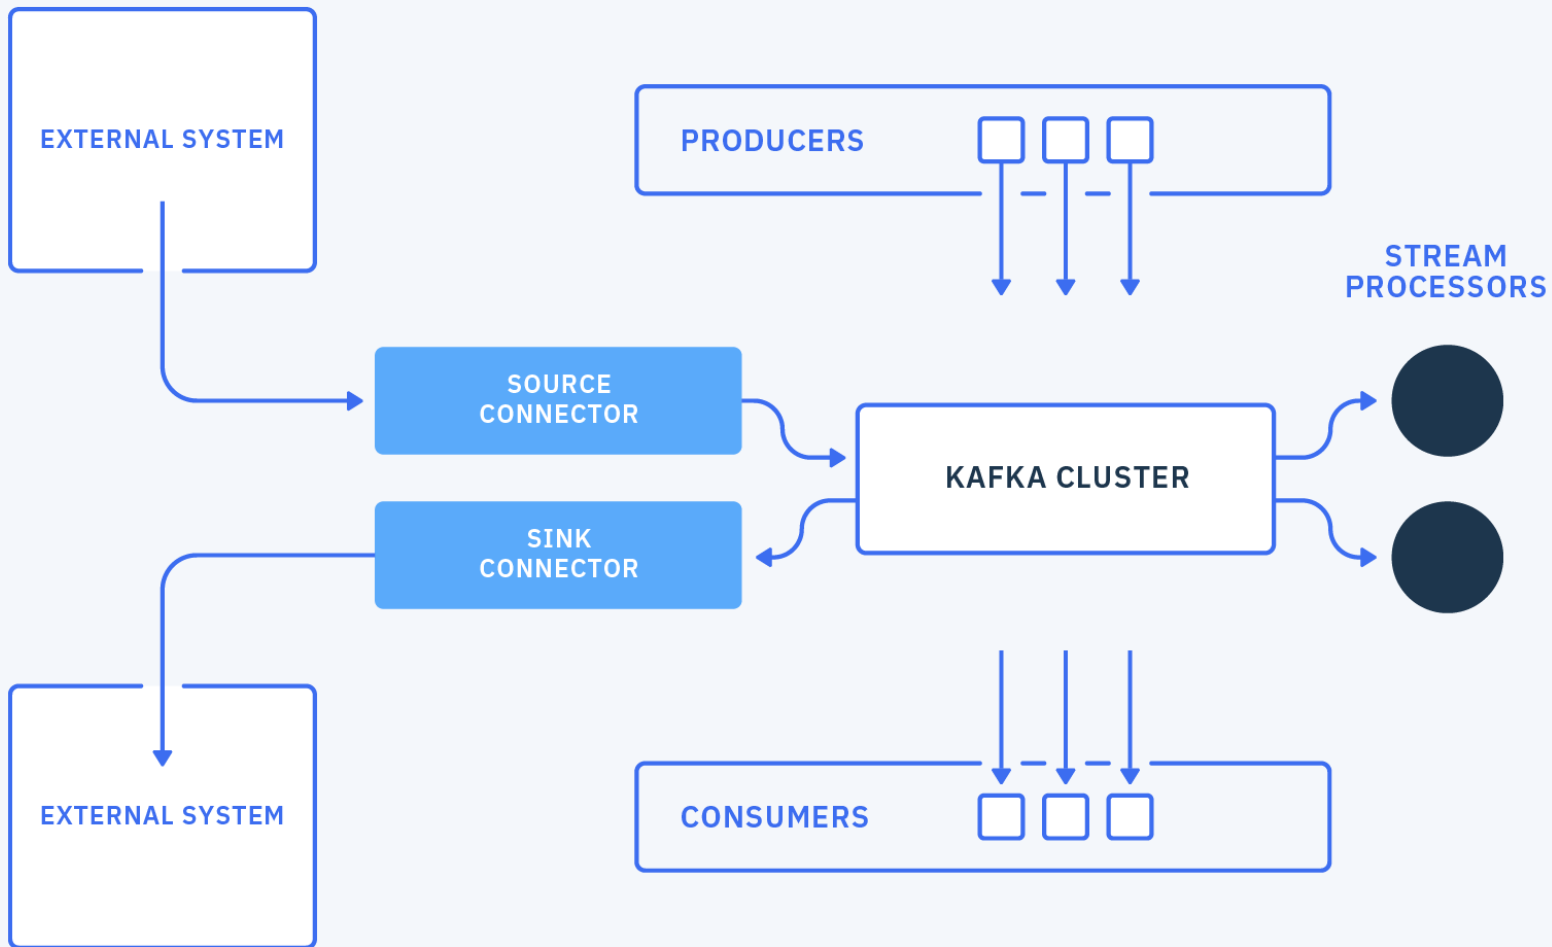 EXTERNAL SYSTEM
PRODUCERS
STREAM
PROCESSORS
SOURCE
CONNECTOR
KAFKA CLUSTER
SINK
CONNECTOR
EXTERNAL SYSTEM
CONSUMERS